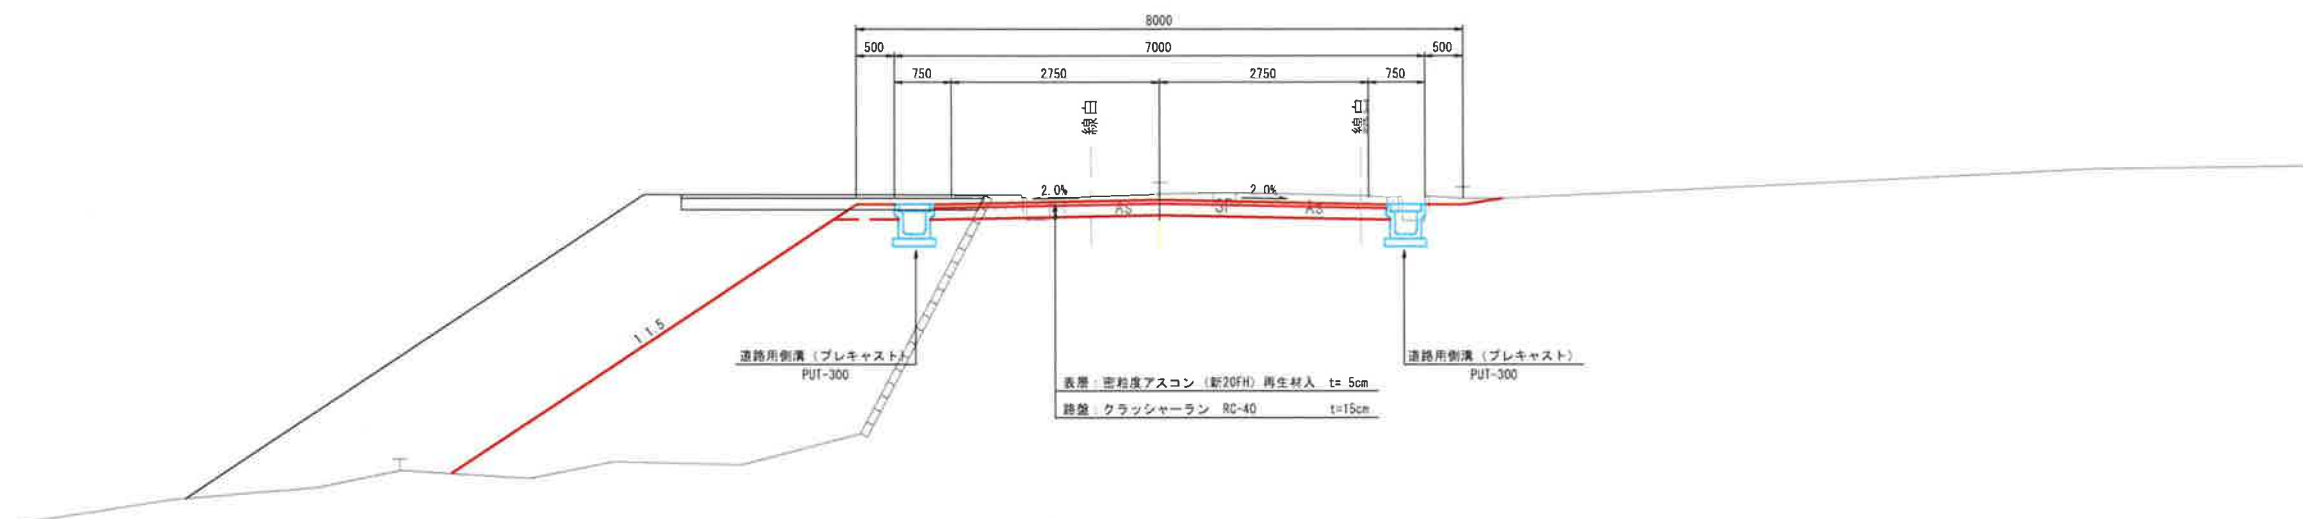 8000
500 7000 500
750 2750 2750 750
白線 白線
2.0% 2.0%
AS SP AS
1:1.5
道路用側溝（プレキャスト）
PUT-300
道路用側溝（プレキャスト）
PUT-300
表層：密粒度アスコン（新20FH）再生材入 t= 5cm
路盤：クラッシャーラン RC-40 t=15cm